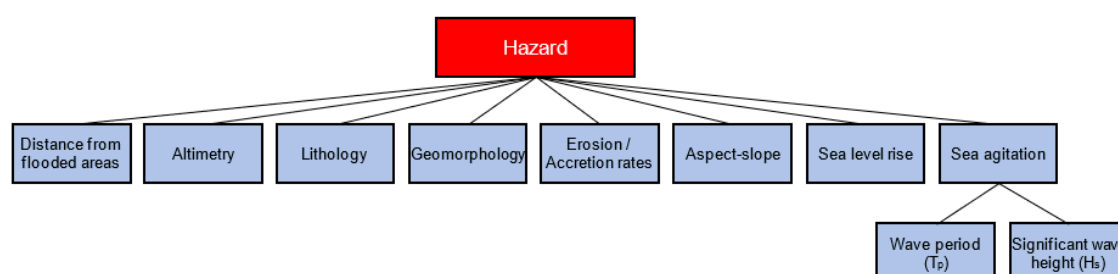 Hazard
Distance from
flooded areas
Altimetry
Lithology
Geomorphology
Erosion /
Accretion rates
Aspect-slope
Sea level rise
Sea agitation
Wave period
(Tₚ)
Significant wav
height (Hₛ)